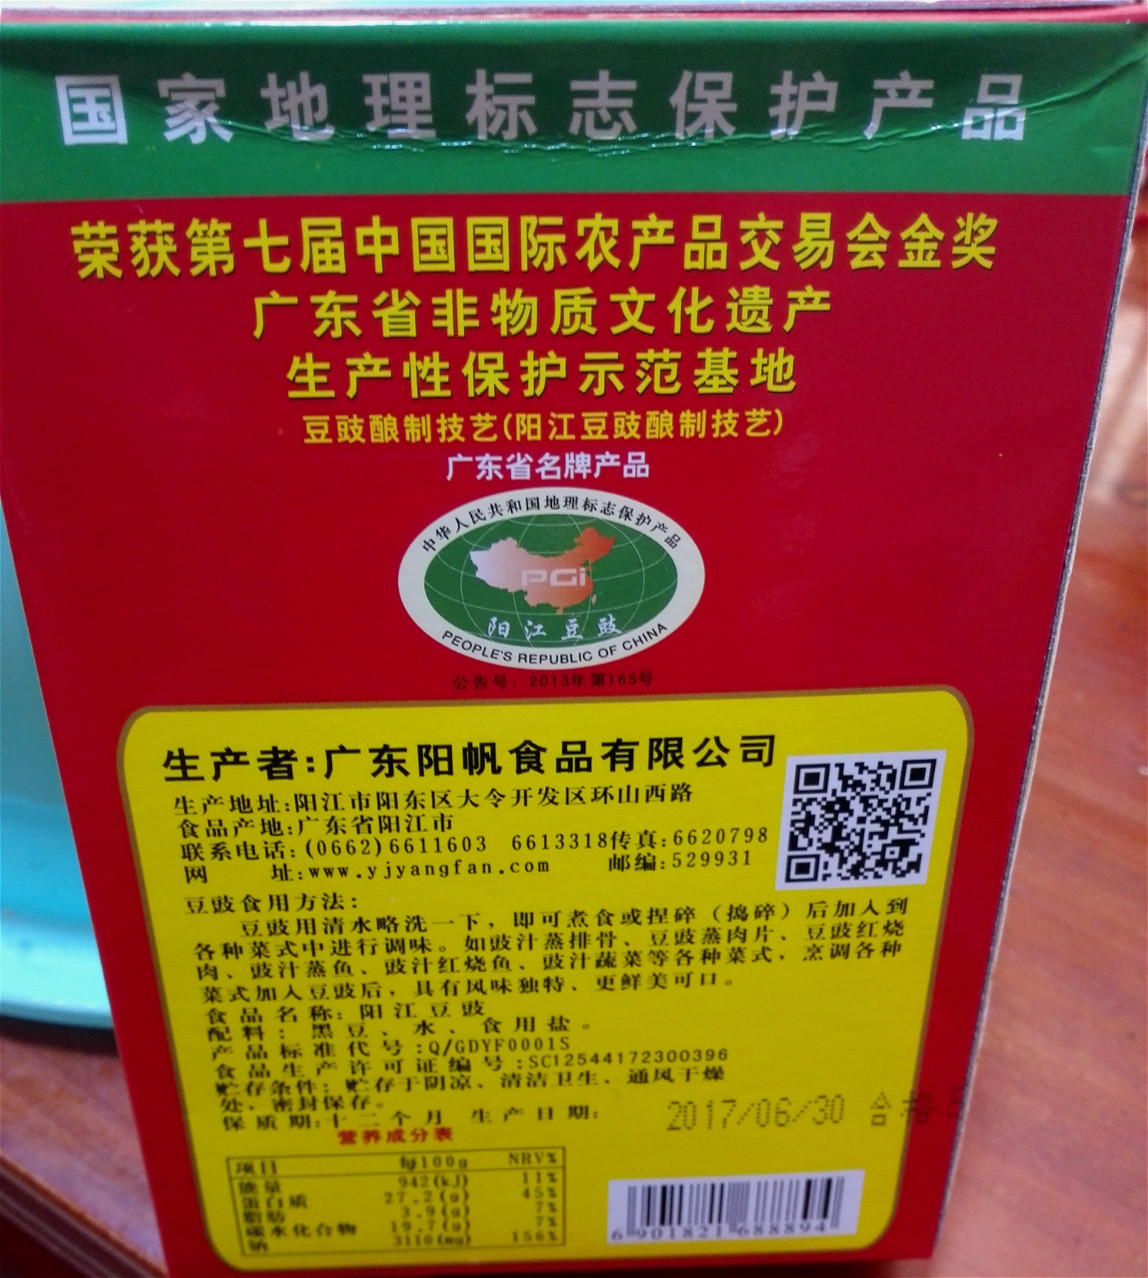 国家地理标志保护产品
荣获第七届中国国际农产品交易会金奖
广东省非物质文化遗产
生产性保护示范基地
豆豉酿制技艺(阳江豆豉酿制技艺)
广东省名牌产品
中华人民共和国地理标志保护产品
PGi
阳江豆豉
PEOPLE'S REPUBLIC OF CHINA
公告号：2013年第165号
生产者:广东阳帆食品有限公司
生产地址:阳江市阳东区大令开发区环山西路
食品产地:广东省阳江市
联系电话:(0662)6611603 6613318传真:6620798
网 址:www.yjyangfan.com 邮编:529931
豆豉食用方法:
豆豉用清水略洗一下，即可煮食或捏碎（捣碎）后加入到
各种菜式中进行调味。如豉汁蒸排骨、豆豉蒸肉片、豆豉红烧
肉、豉汁蒸鱼、豉汁红烧鱼、豉汁蔬菜等各种菜式，烹调各种
菜式加入豆豉后，具有风味独特、更鲜美可口。
食品名称: 阳江豆豉
配料: 黑豆、水、食用盐。
产品标准代号:Q/GDYF0001S
食品生产许可证编号:SC12544172300396
贮存条件: 贮存于阴凉、清洁卫生、通风干燥
处，密封保存。
保质期:十二个月 生产日期: 2017/06/30 合格
营养成分表
项目 每100g NRV%
能量 942(kJ) 11%
蛋白质 27.2(g) 45%
脂肪 3.9(g) 7%
碳水化合物 19.7(g) 7%
钠 3110(mg) 156%
6 901821 688894